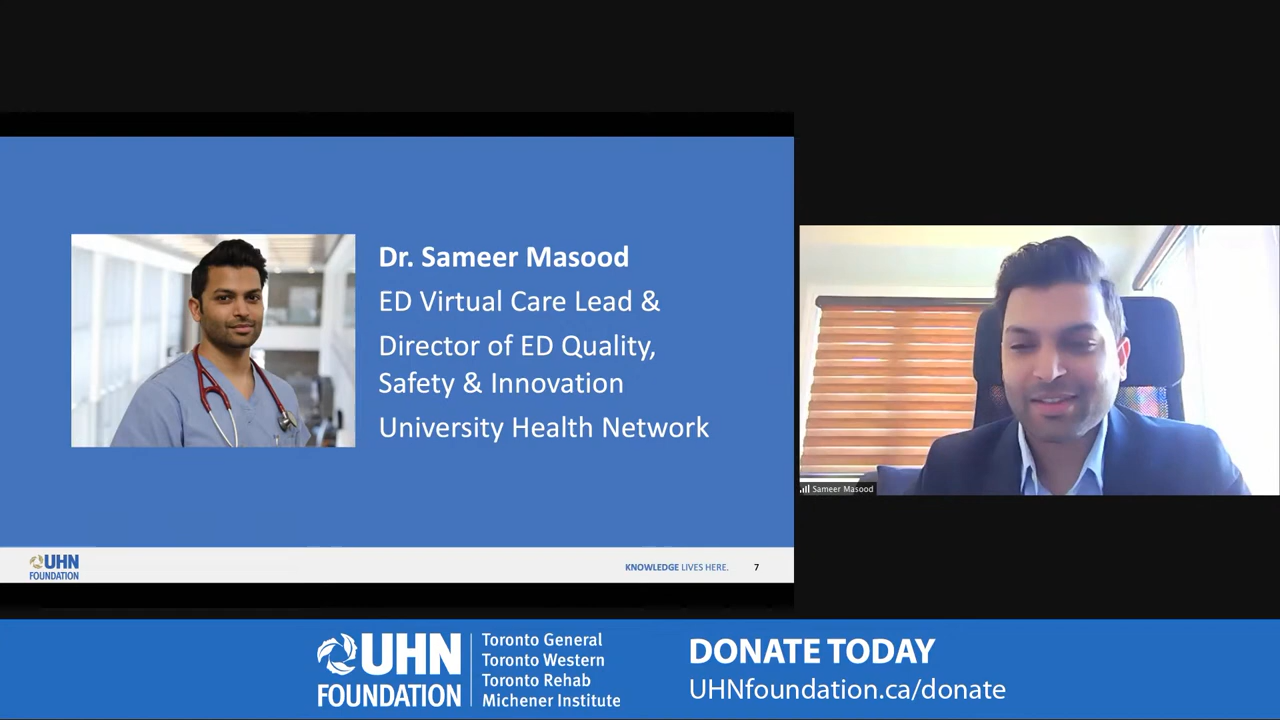 Dr. Sameer Masood
ED Virtual Care Lead &
Director of ED Quality,
Safety & Innovation
University Health Network
Sameer Masood
UHN
FOUNDATION
KNOWLEDGE LIVES HERE.
7
UHN
FOUNDATION
Toronto General
Toronto Western
Toronto Rehab
Michener Institute
DONATE TODAY
UHNfoundation.ca/donate